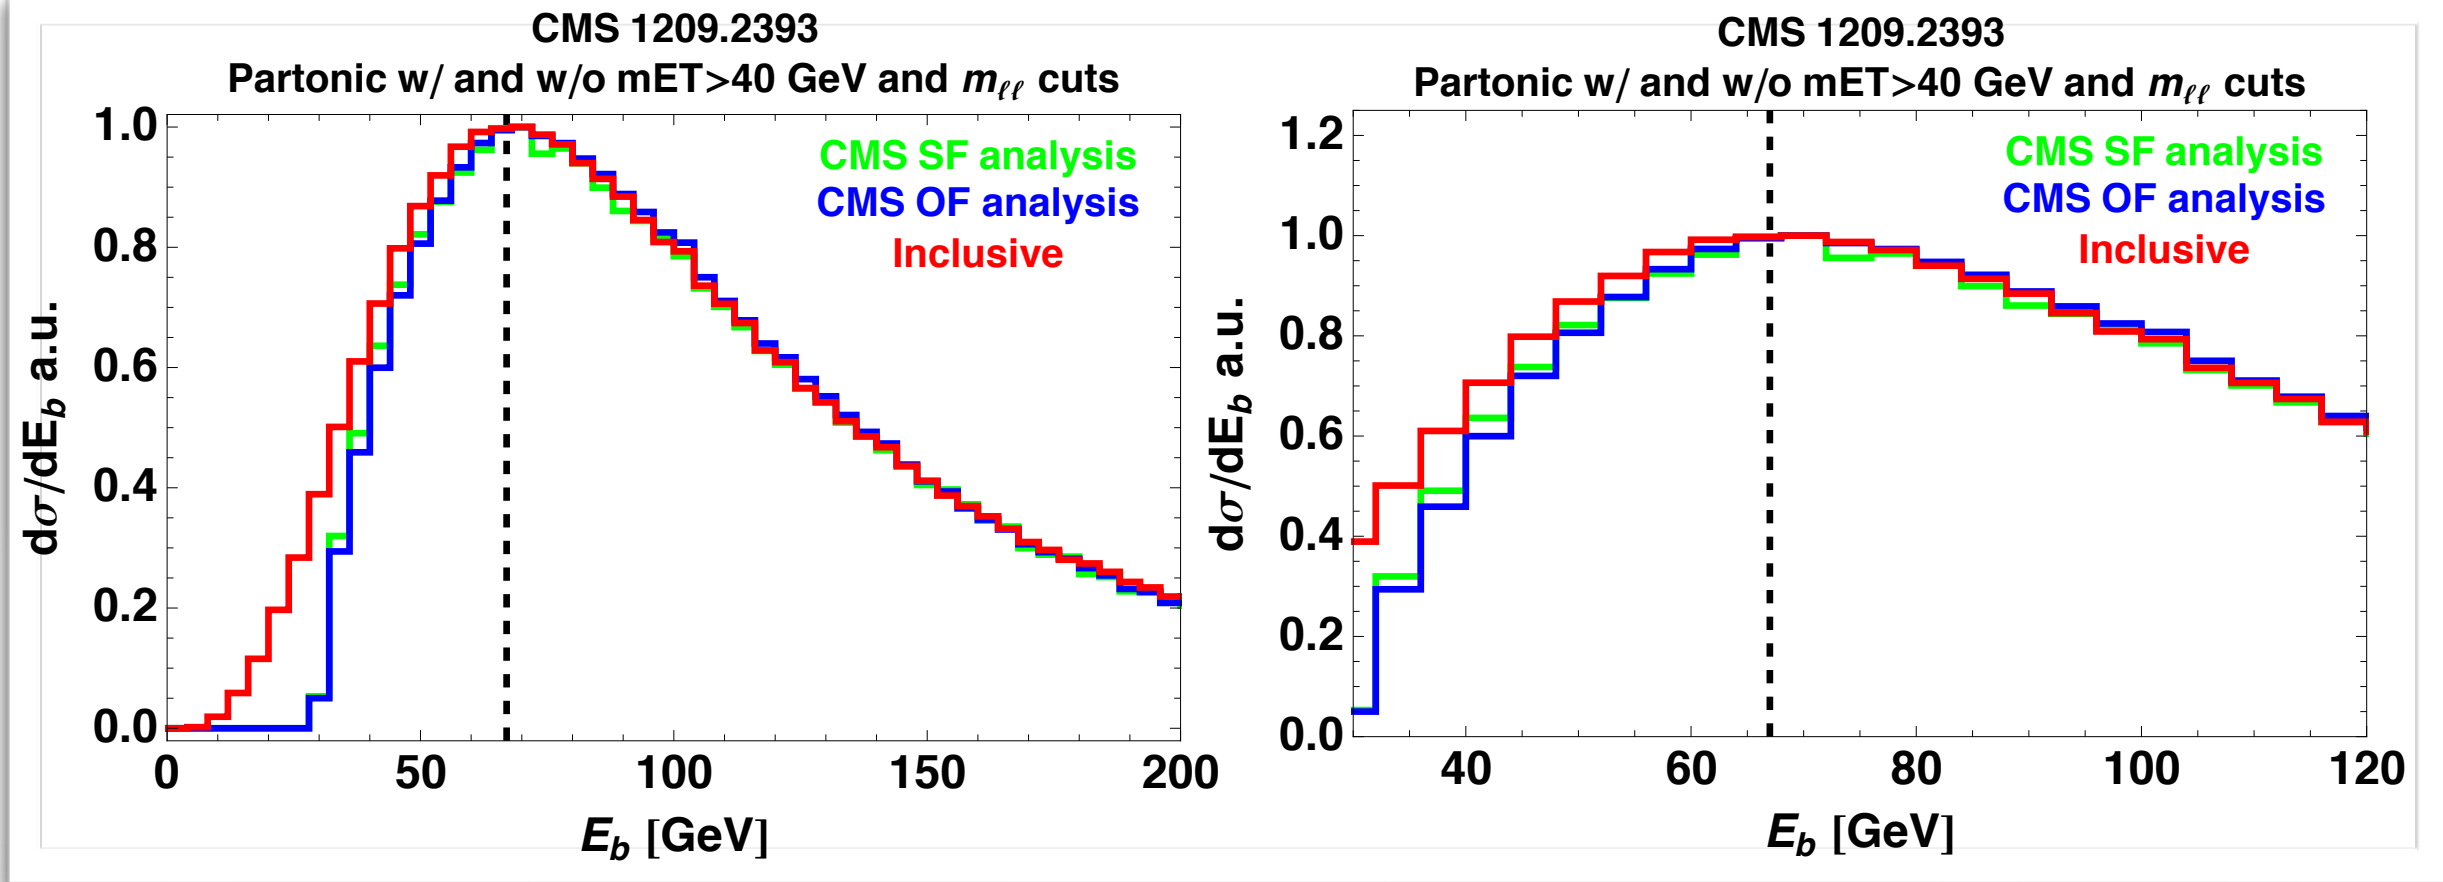 CMS 1209.2393
Partonic w/ and w/o mET>40 GeV and mℓℓ cuts
CMS SF analysis
CMS OF analysis
Inclusive
1.0
0.8
0.6
0.4
0.2
0.0
dσ/dEb a.u.
0 50 100 150 200
Eb [GeV]
CMS 1209.2393
Partonic w/ and w/o mET>40 GeV and mℓℓ cuts
CMS SF analysis
CMS OF analysis
Inclusive
1.2
1.0
0.8
0.6
0.4
0.2
0.0
dσ/dEb a.u.
40 60 80 100 120
Eb [GeV]